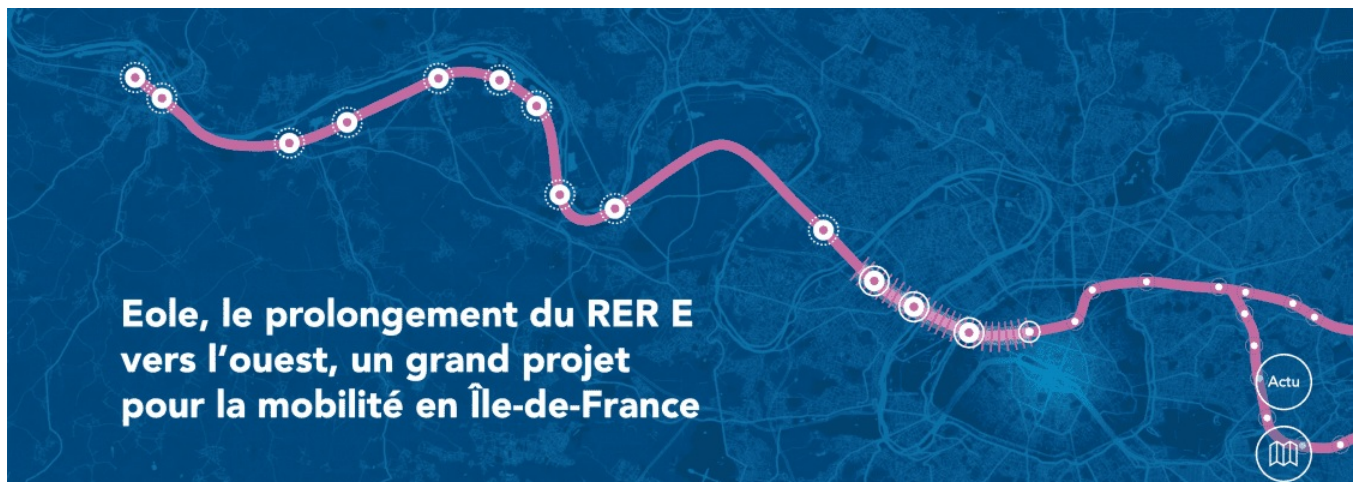 Eole, le prolongement du RER E
vers l'ouest, un grand projet
pour la mobilité en Île-de-France
Actu